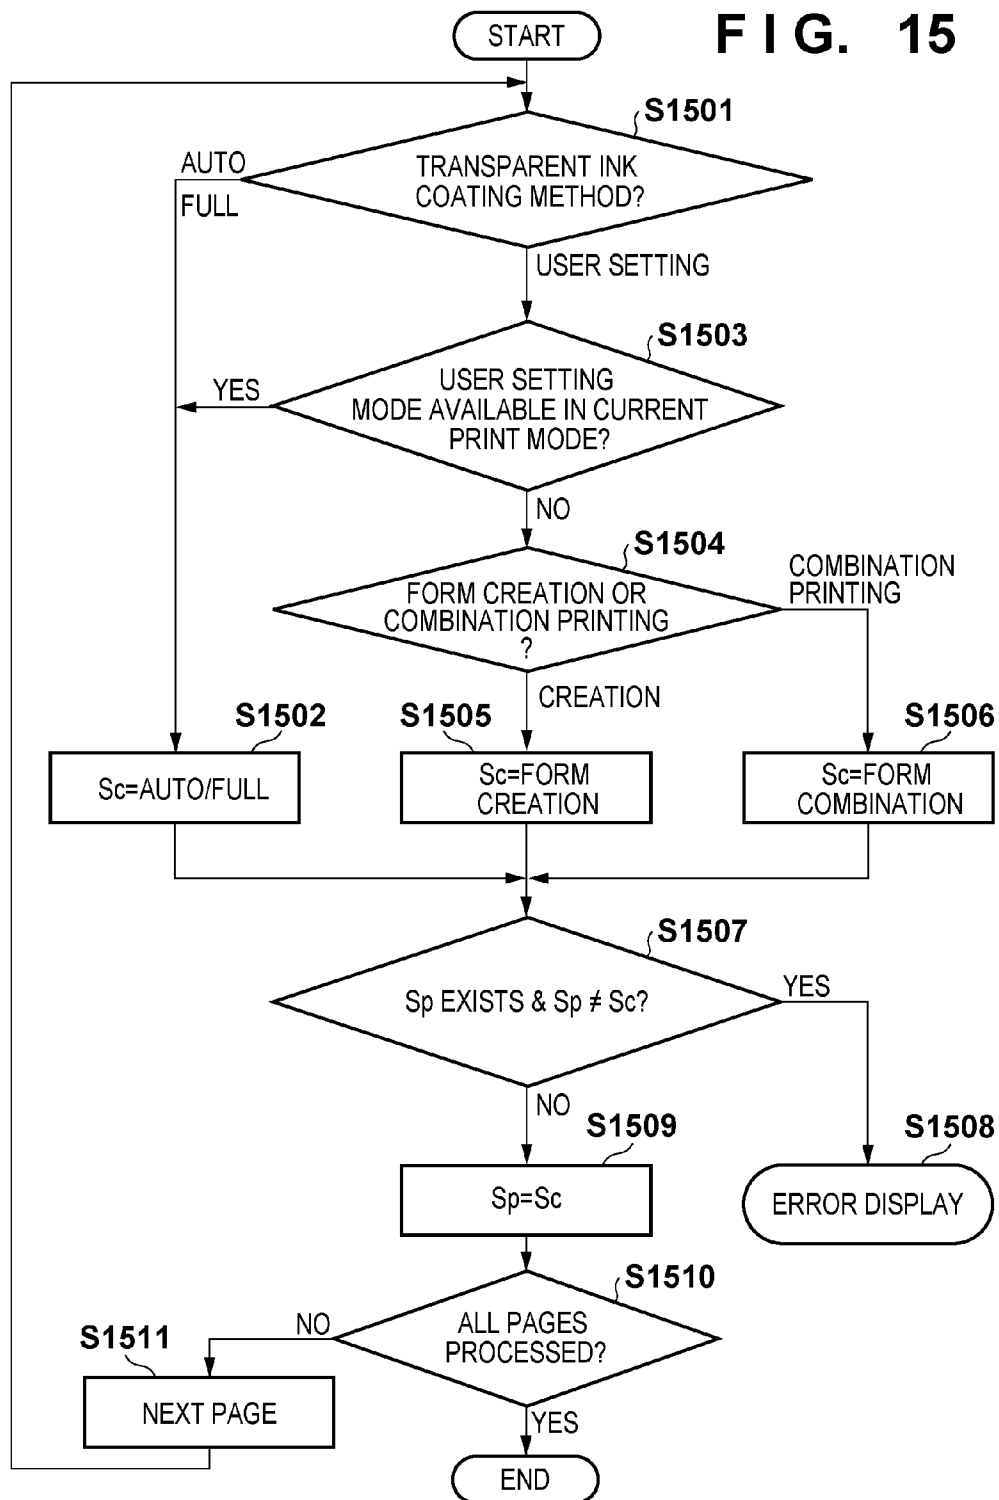 START
FIG. 15
S1501
TRANSPARENT INK
COATING METHOD?
AUTO
FULL
USER SETTING
S1503
USER SETTING
MODE AVAILABLE IN CURRENT
PRINT MODE?
YES
NO
S1504
FORM CREATION OR
COMBINATION PRINTING
?
COMBINATION
PRINTING
CREATION
S1502
Sc=AUTO/FULL
S1505
Sc=FORM
CREATION
S1506
Sc=FORM
COMBINATION
S1507
Sp EXISTS & Sp ≠ Sc?
YES
NO
S1509
Sp=Sc
S1508
ERROR DISPLAY
S1510
ALL PAGES
PROCESSED?
NO
S1511
NEXT PAGE
YES
END